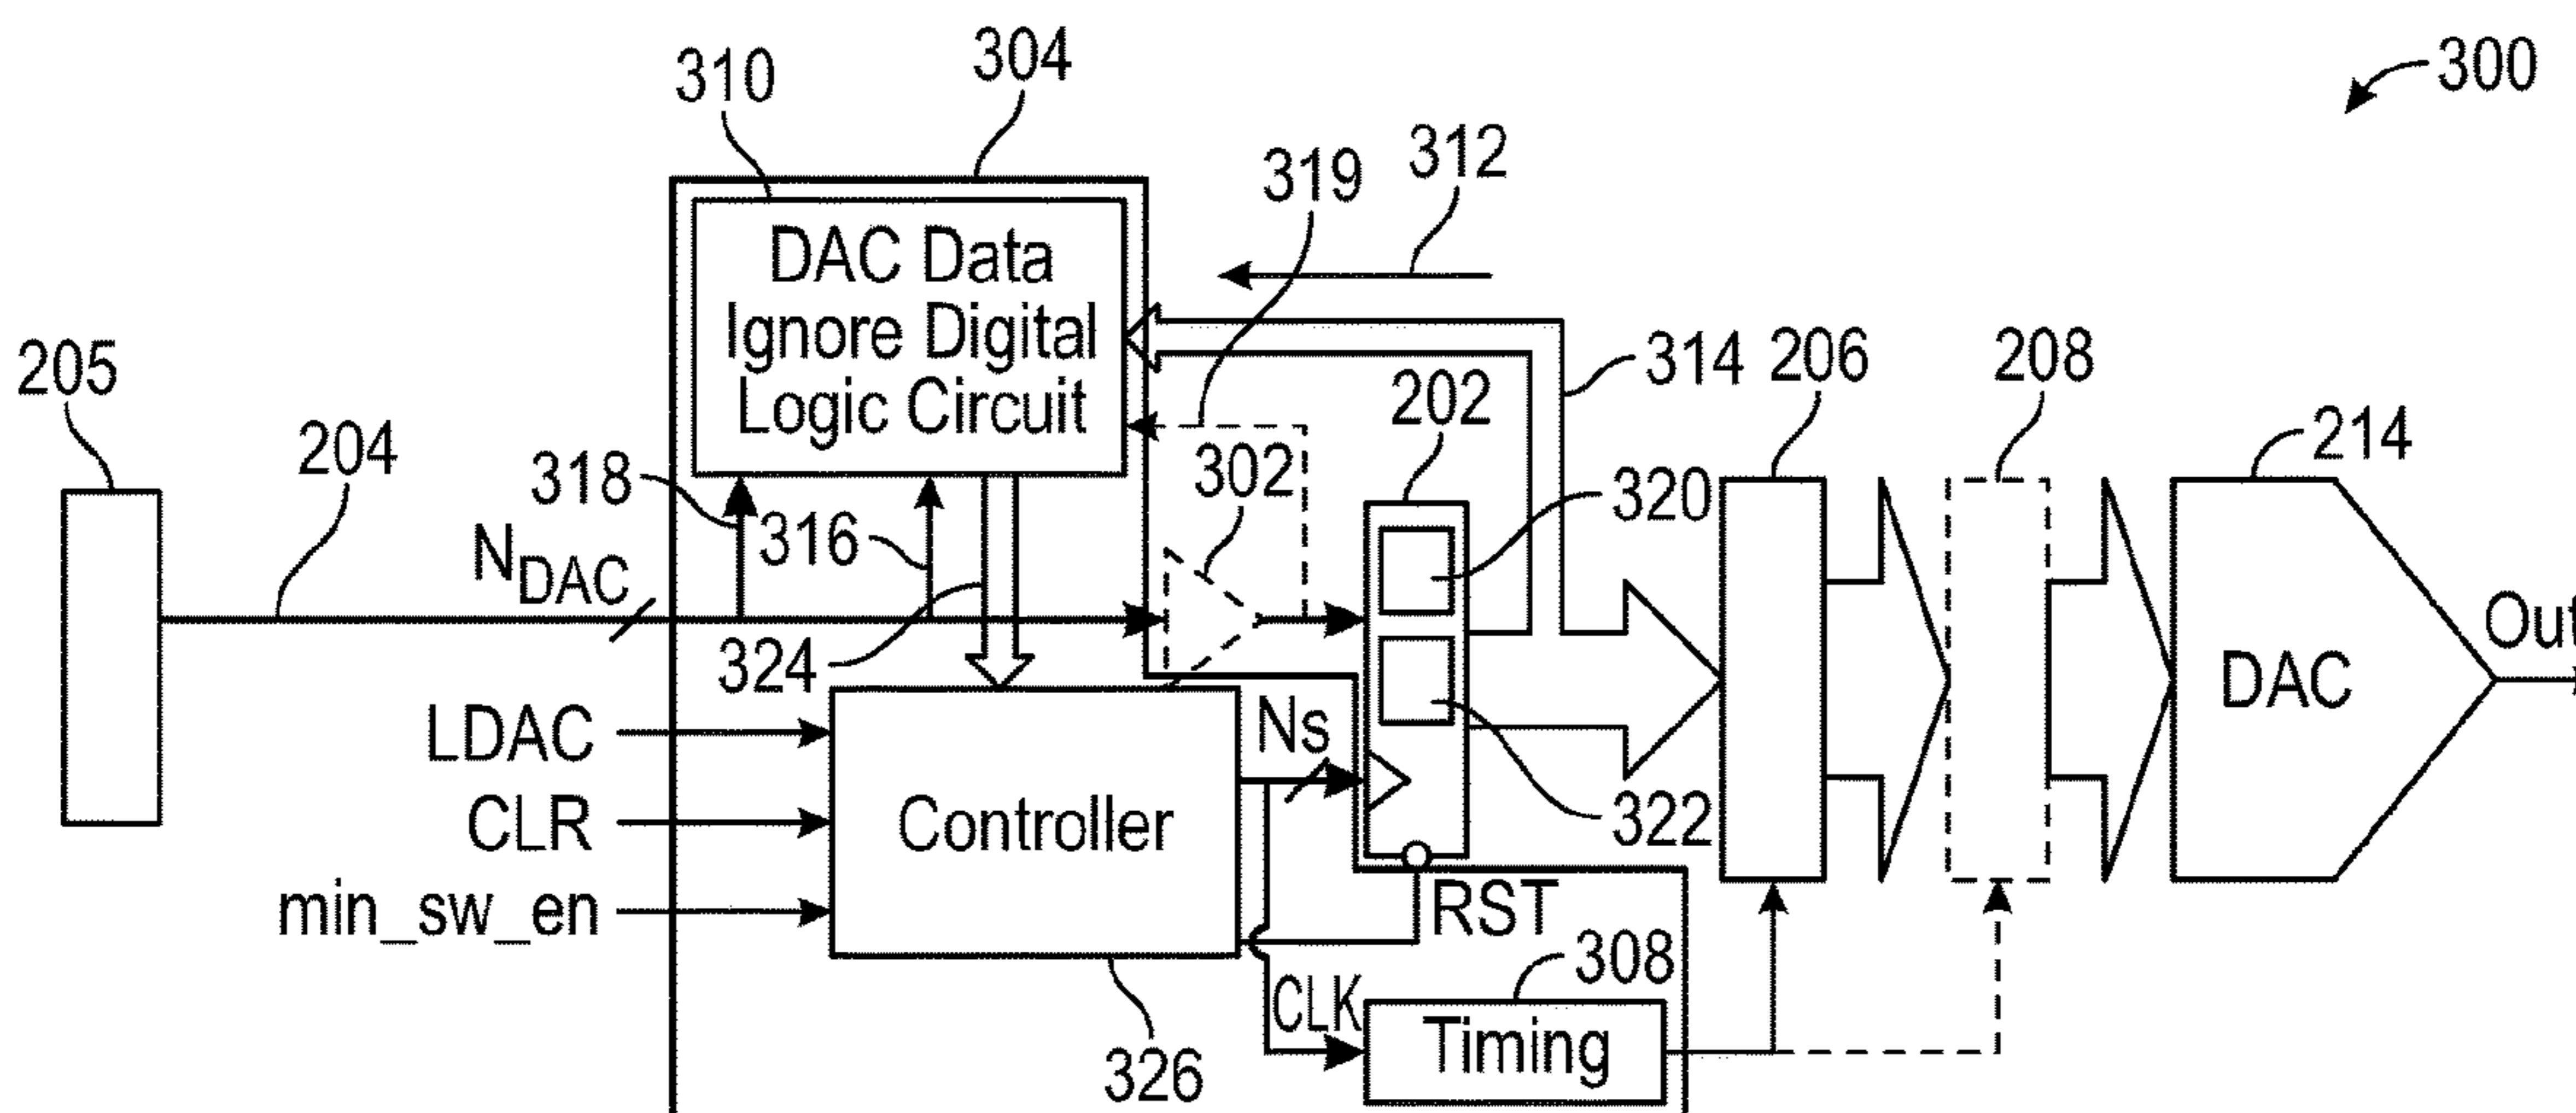 304
300
310
312
319
DAC Data
Ignore Digital
Logic Circuit
205
314
206
208
202
204
214
318
302
320
N_DAC
316
Out
324
DAC
LDAC
Ns
CLR
Controller
322
min_sw_en
RST
308
CLK
Timing
326